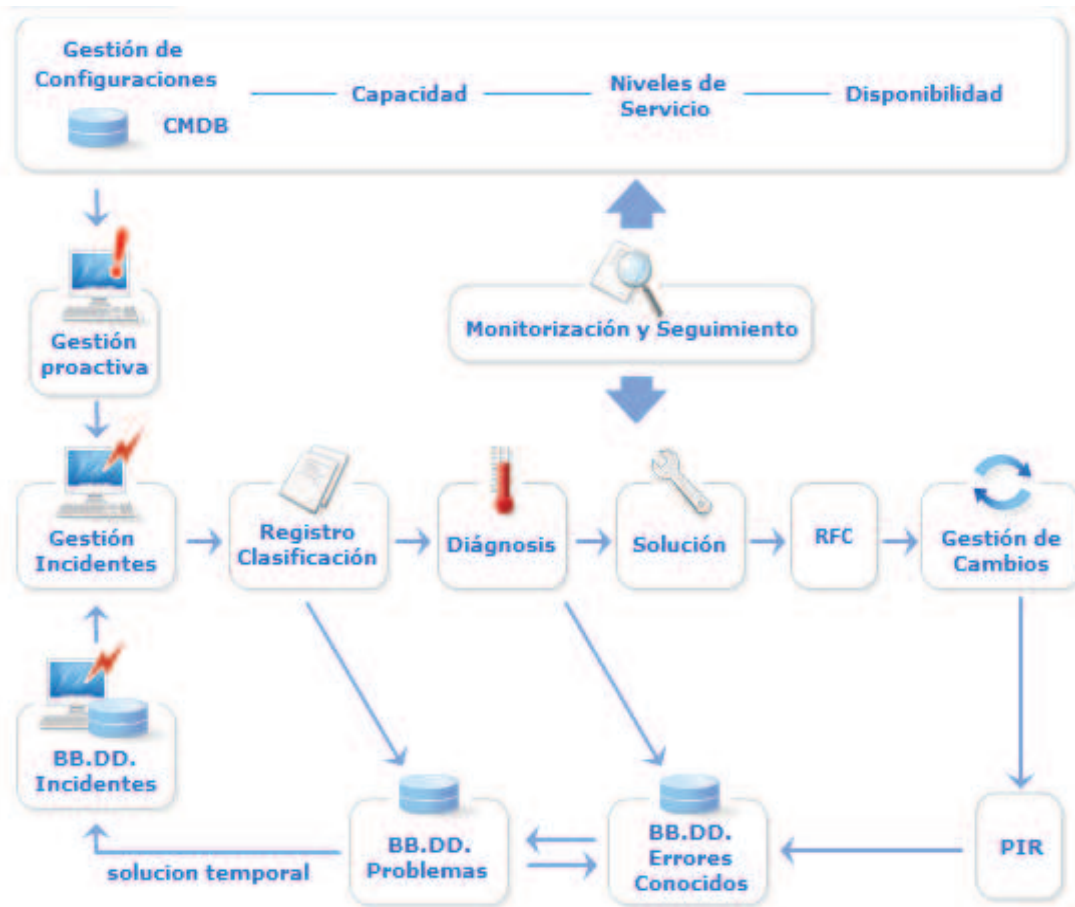 Gestión de
Configuraciones
CMDB
Capacidad
Niveles de
Servicio
Disponibilidad
Gestión
proactiva
Monitorización y Seguimiento
Gestión
Incidentes
Registro
Clasificación
Diágnosis
Solución
RFC
Gestión de
Cambios
BB.DD.
Incidentes
solucion temporal
BB.DD.
Problemas
BB.DD.
Errores
Conocidos
PIR